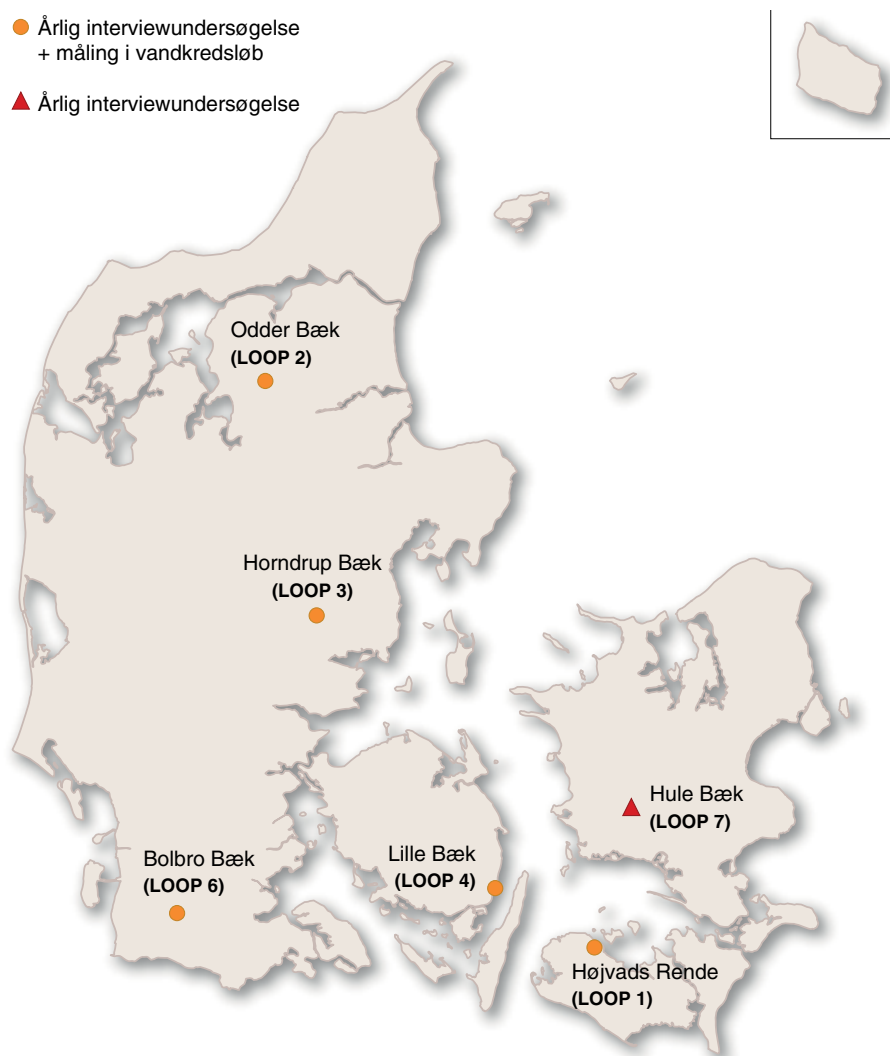 Årlig interviewundersøgelse
+ måling i vandkredsløb
Årlig interviewundersøgelse
Odder Bæk
(LOOP 2)
Horndrup Bæk
(LOOP 3)
Hule Bæk
(LOOP 7)
Bolbro Bæk
(LOOP 6)
Lille Bæk
(LOOP 4)
Højvads Rende
(LOOP 1)